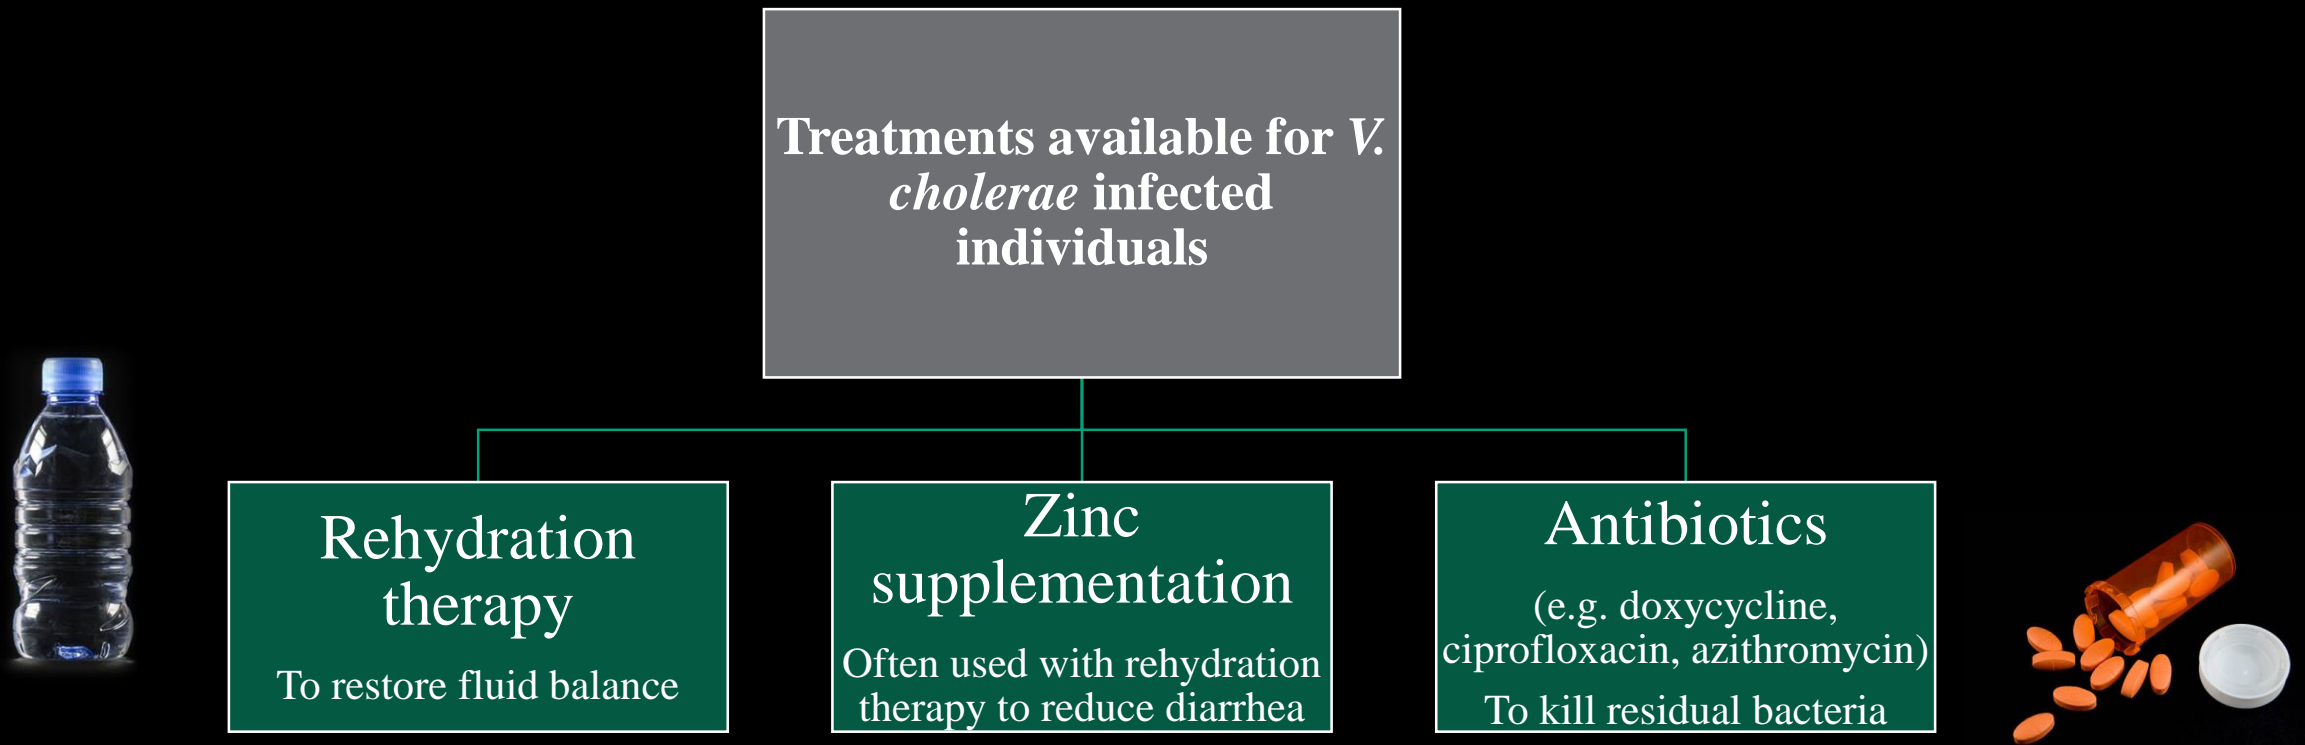 Treatments available for V.
cholerae infected
individuals
Rehydration
therapy
To restore fluid balance
Zinc
supplementation
Often used with rehydration
therapy to reduce diarrhea
Antibiotics
(e.g. doxycycline,
ciprofloxacin, azithromycin)
To kill residual bacteria